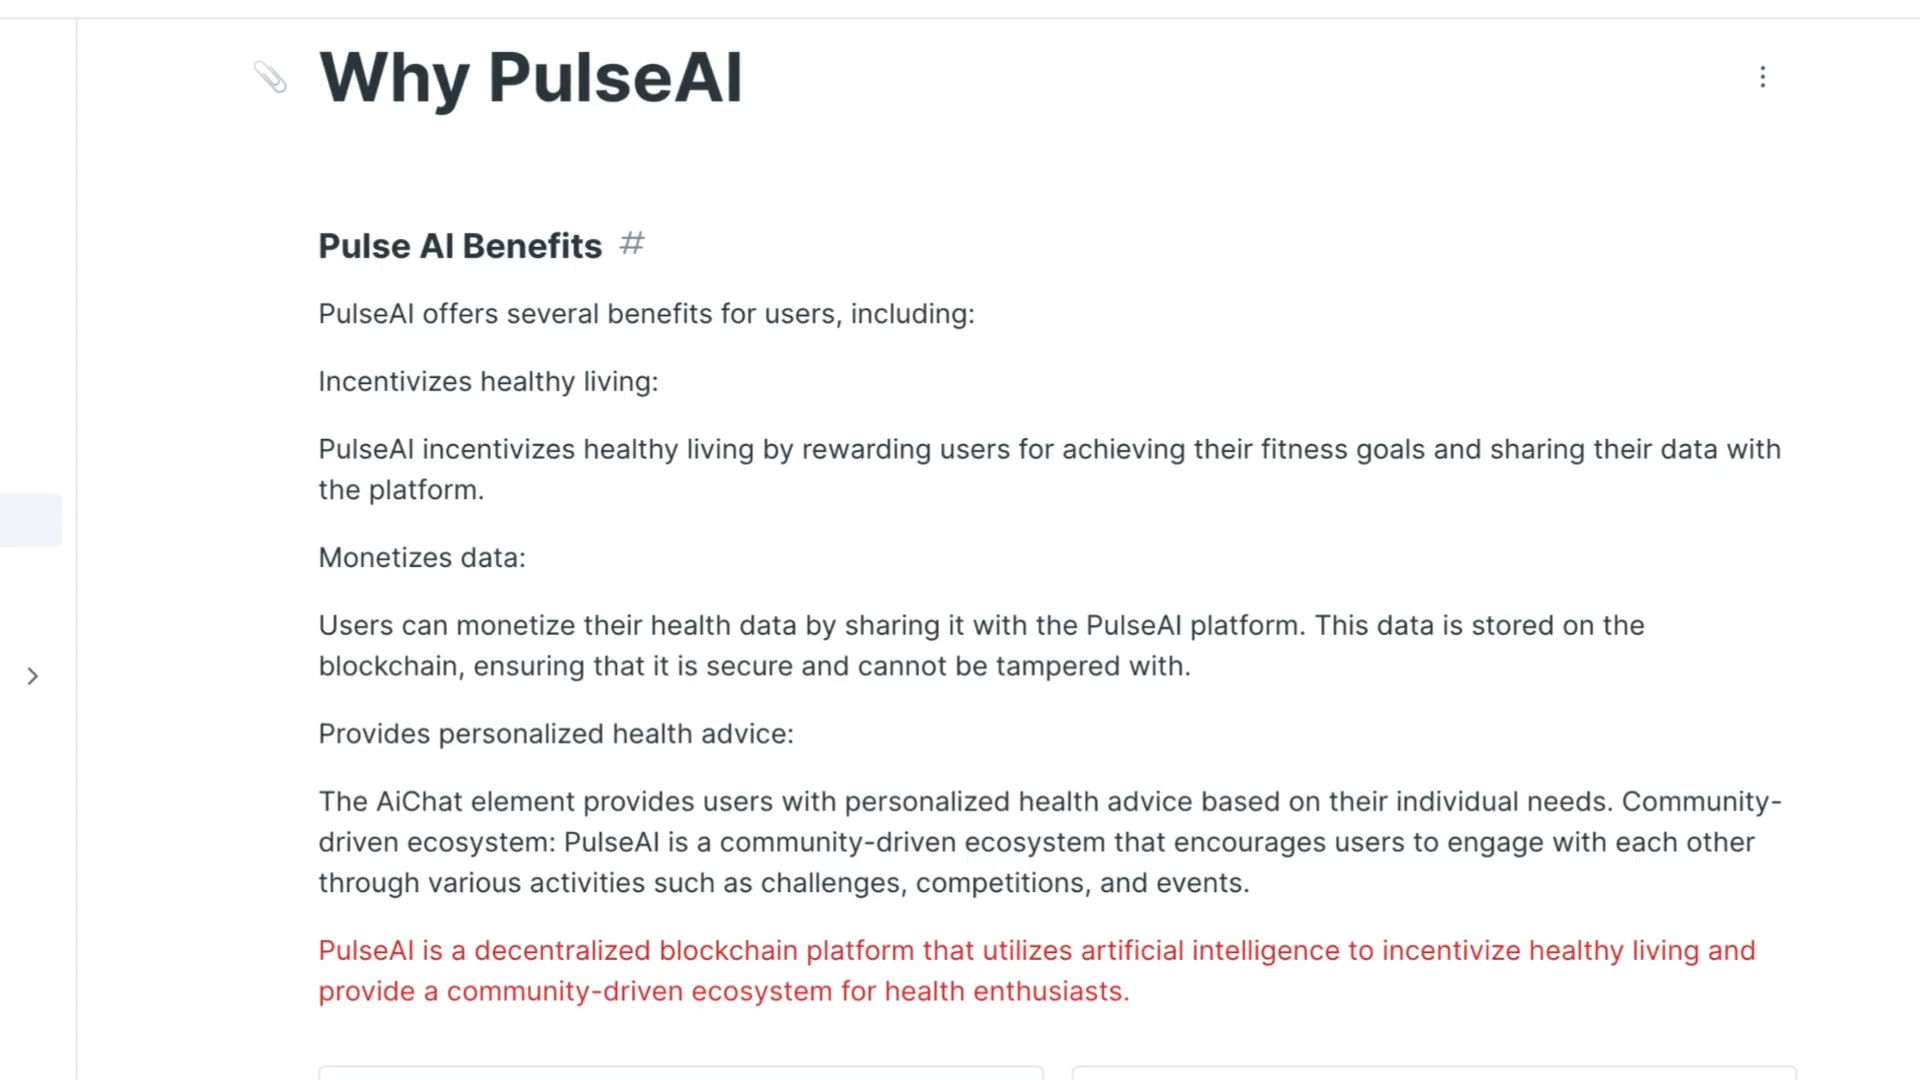 Why PulseAI
Pulse AI Benefits #
PulseAI offers several benefits for users, including:
Incentivizes healthy living:
PulseAI incentivizes healthy living by rewarding users for achieving their fitness goals and sharing their data with
the platform.
Monetizes data:
Users can monetize their health data by sharing it with the PulseAI platform. This data is stored on the
blockchain, ensuring that it is secure and cannot be tampered with.
Provides personalized health advice:
The AiChat element provides users with personalized health advice based on their individual needs. Community-
driven ecosystem: PulseAI is a community-driven ecosystem that encourages users to engage with each other
through various activities such as challenges, competitions, and events.
PulseAI is a decentralized blockchain platform that utilizes artificial intelligence to incentivize healthy living and
provide a community-driven ecosystem for health enthusiasts.